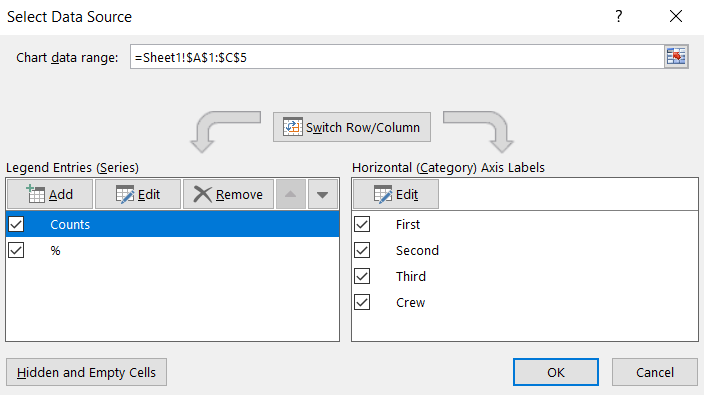 Select Data Source
? ×
Chart data range: =Sheet1!$A$1:$C$5
Switch Row/Column
Legend Entries (Series)
Horizontal (Category) Axis Labels
Add Edit Remove
Edit
Counts
%
First
Second
Third
Crew
Hidden and Empty Cells
OK Cancel